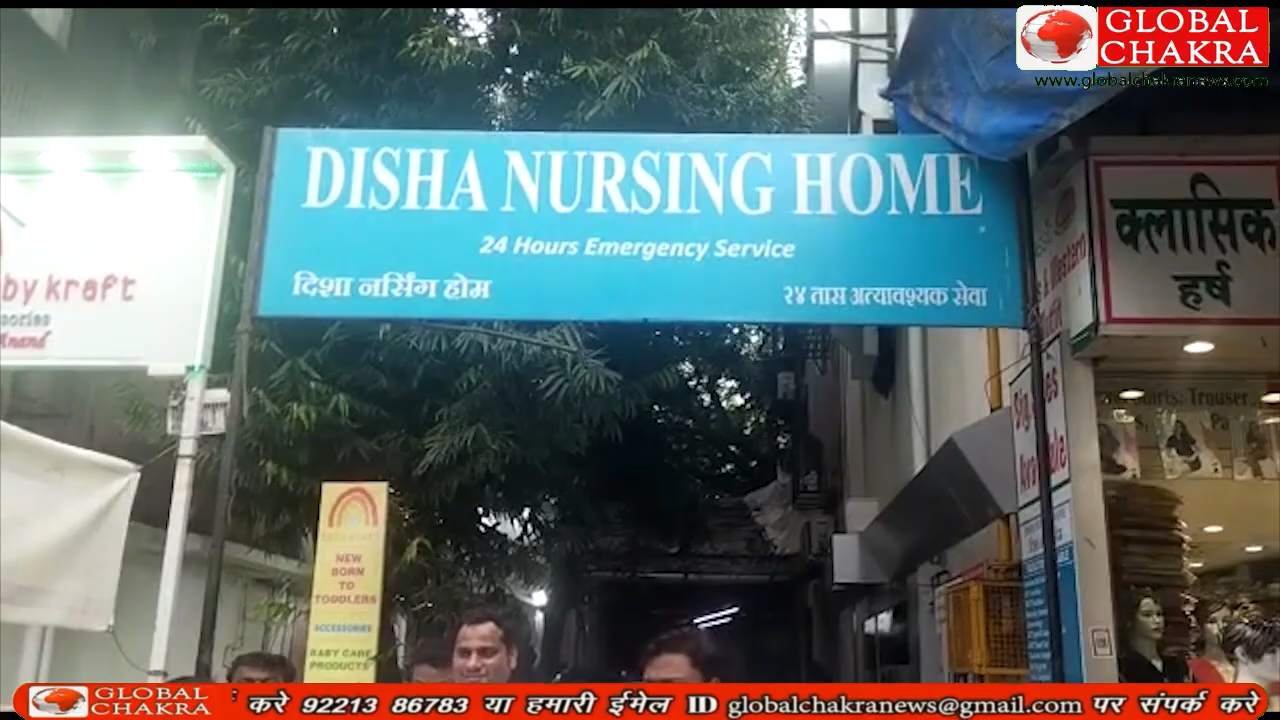 GLOBAL
CHAKRA
www.globalchakranews.com
DISHA NURSING HOME
24 Hours Emergency Service
दिशा नर्सिंग होम
२४ तास अत्यावश्यक सेवा
by kraft
क्लासिक
हर्ष
& Western
Trouser
NEW
BORN
TO
TODDLERS
ACCESSORIES
BABY CARE
PRODUCTS
GLOBAL
CHAKRA
करे 92213 86783 या हमारी ईमेल ID globalchakranews@gmail.com पर संपर्क करे